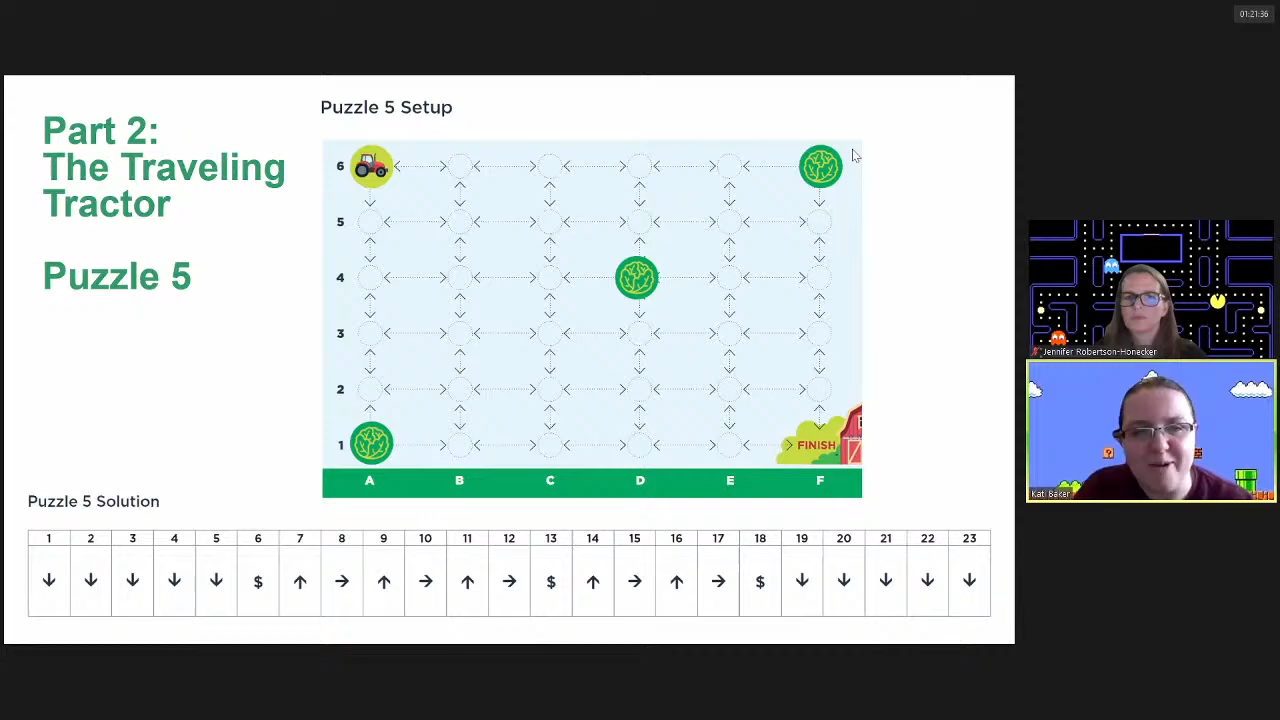 01:21:36
Part 2:
The Traveling
Tractor
Puzzle 5
Puzzle 5 Setup
6
5
4
3
2
1
FINISH
A B C D E F
Puzzle 5 Solution
1 2 3 4 5 6 7 8 9 10 11 12 13 14 15 16 17 18 19 20 21 22 23
↓ ↓ ↓ ↓ ↓ $ ↑ → ↑ → ↑ → $ ↑ → ↑ → $ ↓ ↓ ↓ ↓ ↓
Jennifer Robertson-Honecker
Kati Baker